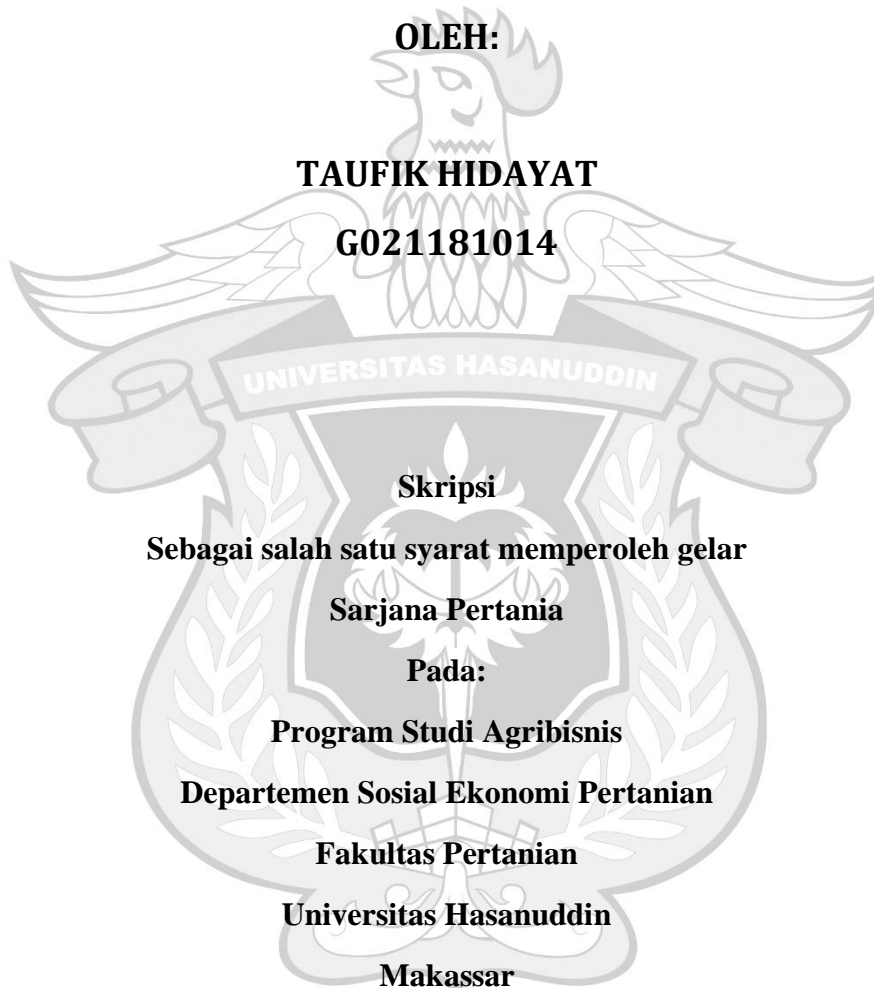 OLEH:
TAUFIK HIDAYAT
G021181014
UNIVERSITAS HASANUDDIN
Skripsi
Sebagai salah satu syarat memperoleh gelar
Sarjana Pertania
Pada:
Program Studi Agribisnis
Departemen Sosial Ekonomi Pertanian
Fakultas Pertanian
Universitas Hasanuddin
Makassar